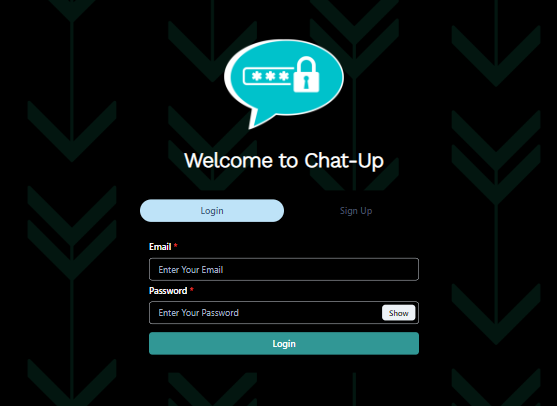 ***
Welcome to Chat-Up
Login
Sign Up
Email *
Enter Your Email
Password *
Enter Your Password
Show
Login